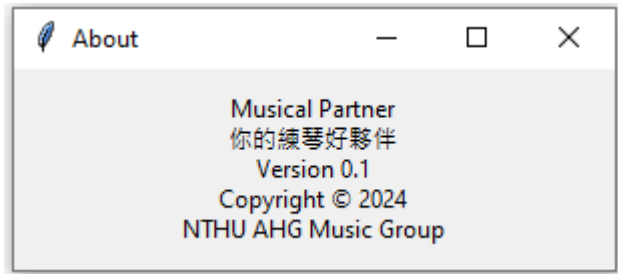 About
Musical Partner
你的練琴好夥伴
Version 0.1
Copyright © 2024
NTHU AHG Music Group